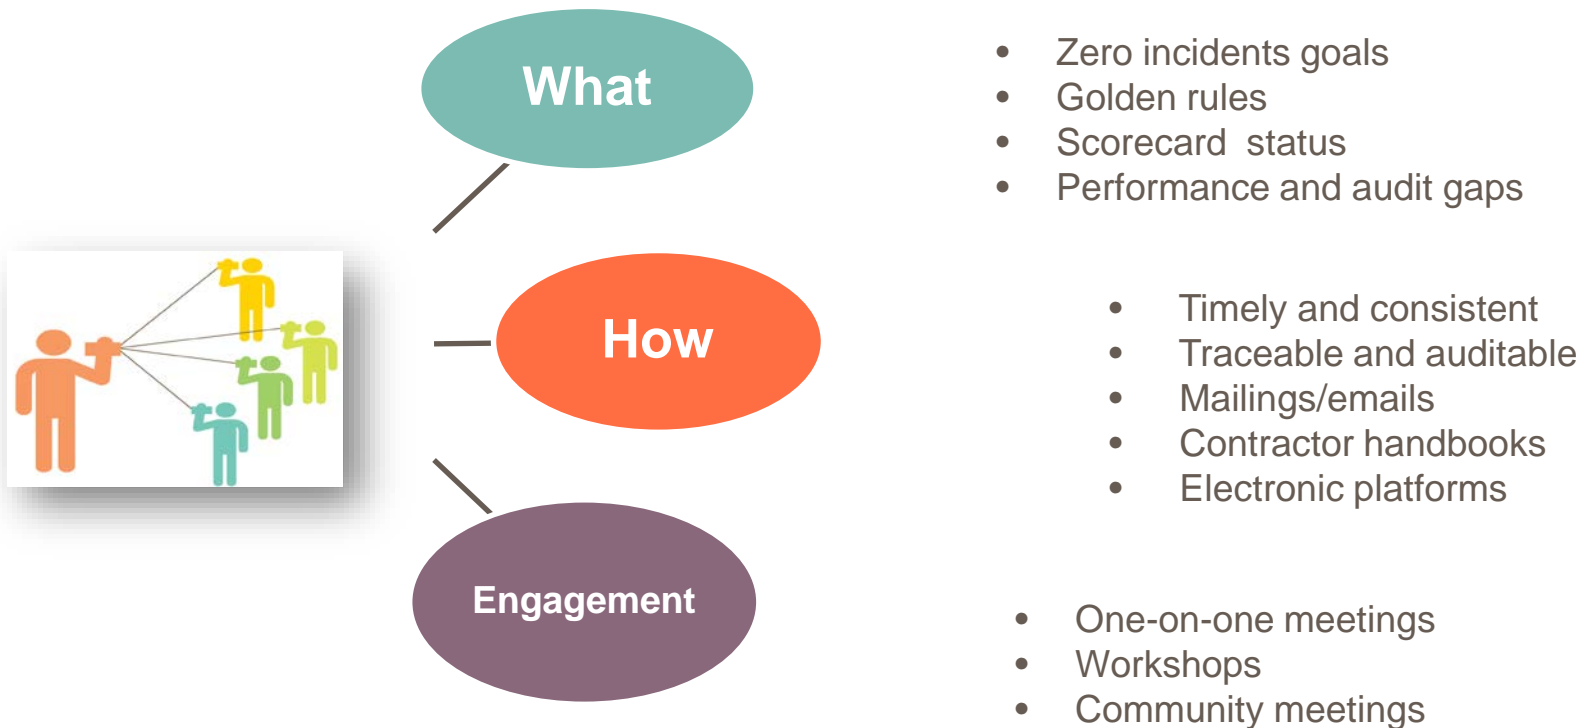 What
• Zero incidents goals
• Golden rules
• Scorecard status
• Performance and audit gaps
How
• Timely and consistent
• Traceable and auditable
• Mailings/emails
• Contractor handbooks
• Electronic platforms
Engagement
• One-on-one meetings
• Workshops
• Community meetings